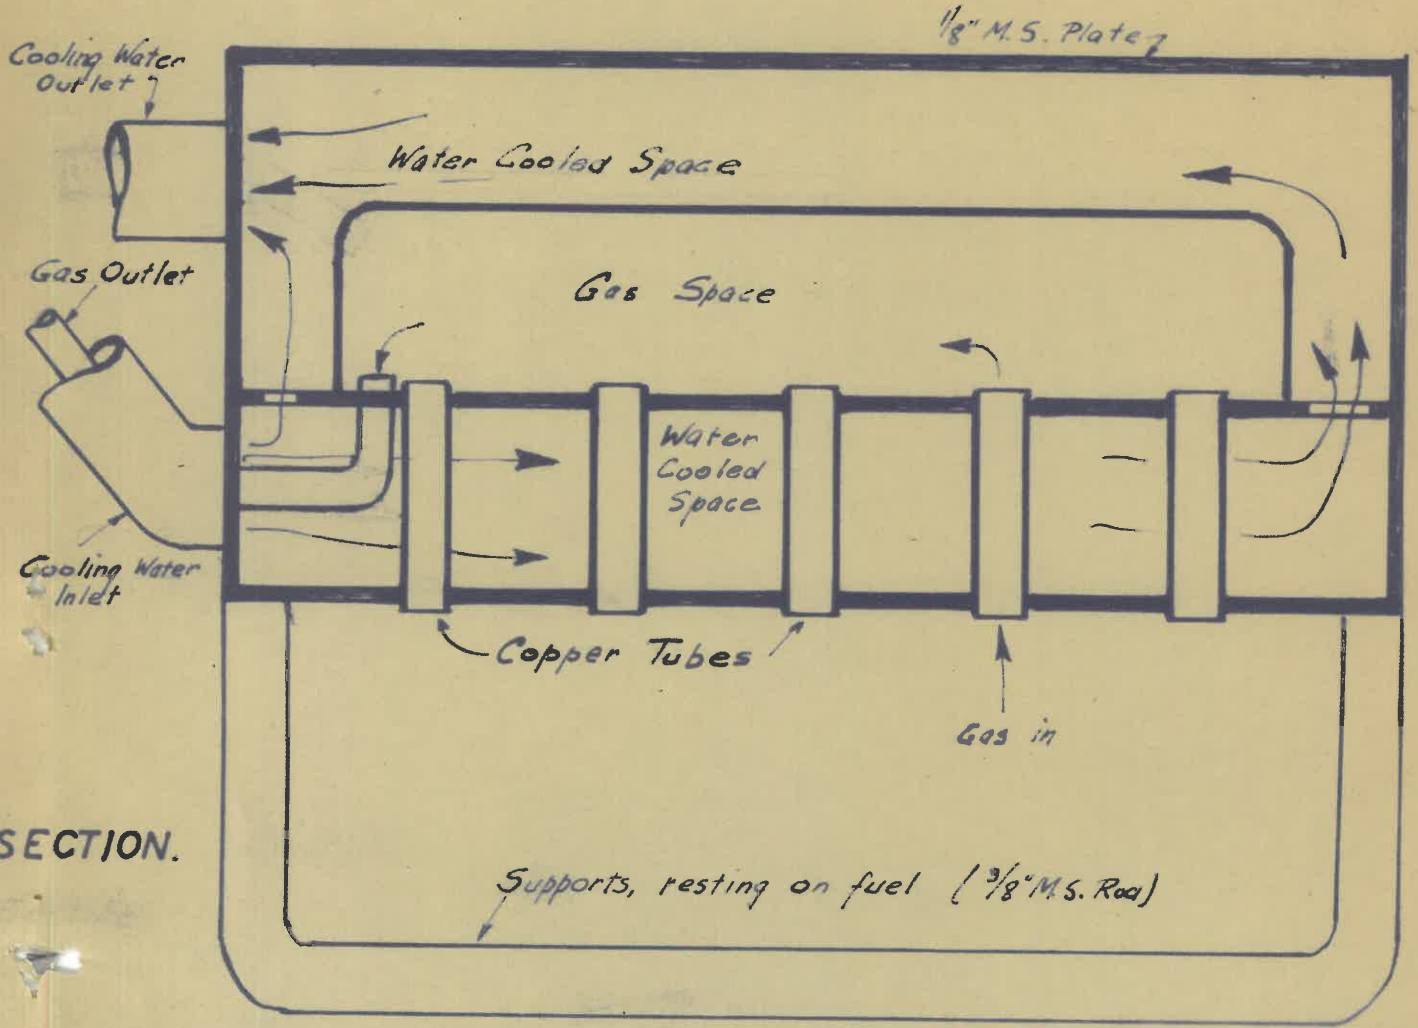 1/8" M.S. Plate
Cooling Water
Outlet
Water Cooled Space
Gas Outlet
Gas Space
Water
Cooled
Space
Cooling Water
Inlet
Copper Tubes
Gas in
SECTION.
Supports, resting on fuel (3/8" M.S. Rod)